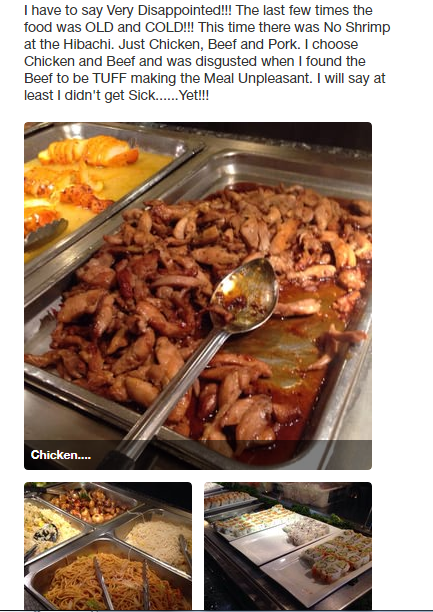 I have to say Very Disappointed!!! The last few times the
food was OLD and COLD!!! This time there was No Shrimp
at the Hibachi. Just Chicken, Beef and Pork. I choose
Chicken and Beef and was disgusted when I found the
Beef to be TUFF making the Meal Unpleasant. I will say at
least I didn't get Sick......Yet!!!
Chicken....